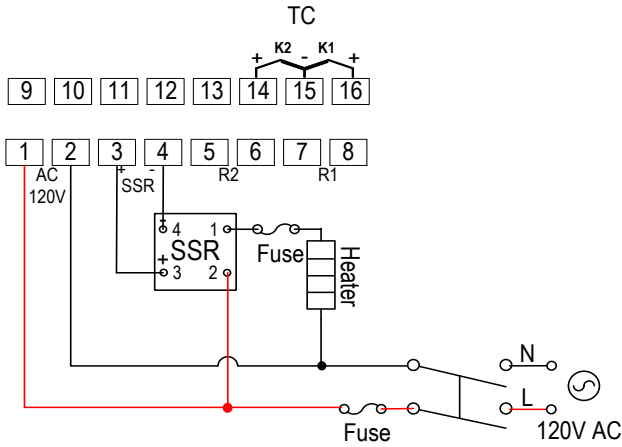 TC
+ K2 - K1 +
9 10 11 12 13 14 15 16
1 2 3 4 5 6 7 8
AC 120V
+ SSR -
R2
R1
- 4 1
SSR
+ 3 2
Fuse
Heater
N
L
Fuse
120V AC